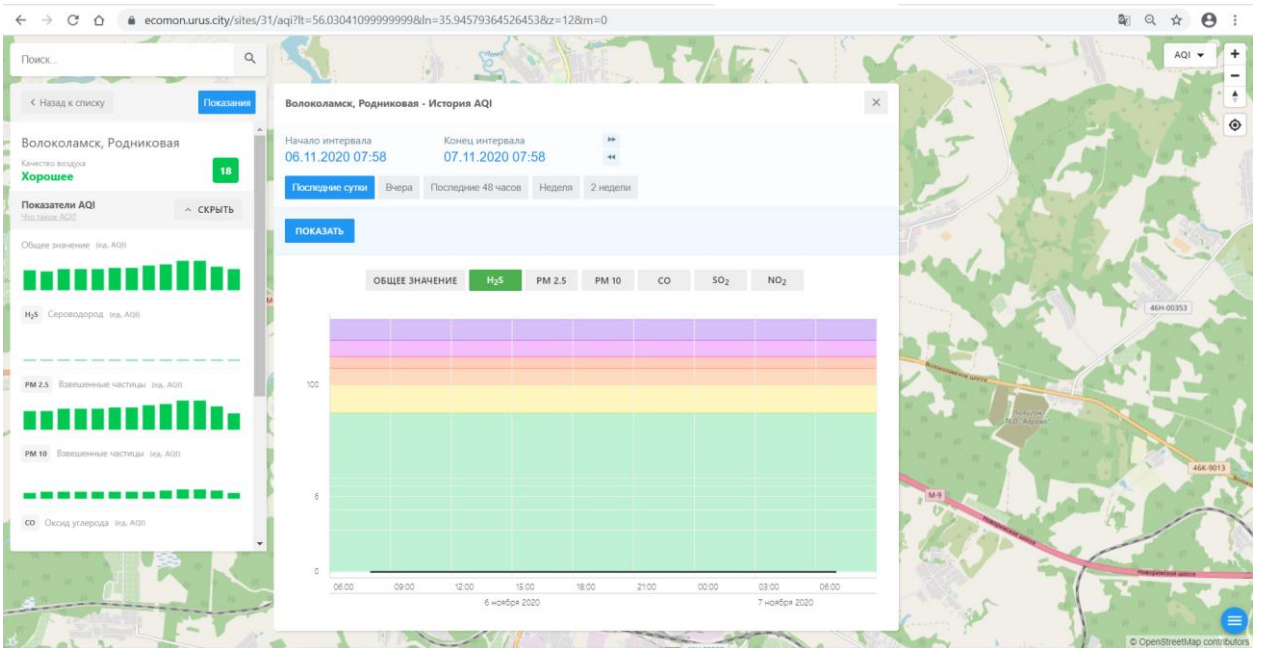 ecomon.urus.city/sites/31/aqi?lt=56.03041099999999&ln=35.94579364526453&z=12&m=0
Поиск...
AQI
Назад к списку
Показания
Волоколамск, Родниковая - История AQI
Волоколамск, Родниковая
Качество воздуха
Хорошее
18
Показатели AQI
Что такое AQI?
СКРЫТЬ
Общее значение (ед. AQI)
H₂S Сероводород (ед. AQI)
PM 2.5 Взвешенные частицы (ед. AQI)
PM 10 Взвешенные частицы (ед. AQI)
CO Оксид углерода (ед. AQI)
Начало интервала
06.11.2020 07:58
Конец интервала
07.11.2020 07:58
Последние сутки
Вчера
Последние 48 часов
Неделя
2 недели
ПОКАЗАТЬ
ОБЩЕЕ ЗНАЧЕНИЕ
H₂S
PM 2.5
PM 10
CO
SO₂
NO₂
100
6
0
06:00 09:00 12:00 15:00 18:00 21:00 00:00 03:00 06:00
6 ноября 2020
7 ноября 2020
46Н-00353
Волоколамское шоссе
46К-9013
М-9
Новорижское шоссе
Новорижское шоссе
© OpenStreetMap contributors